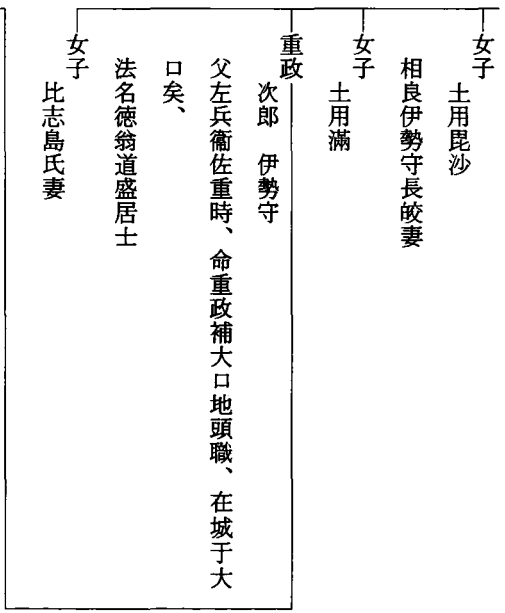 女子
土用毘沙
相良伊勢守長皎妻
女子
土用滿
重政
次郎　伊勢守
父左兵衞佐重時、命重政補大口地頭職、在城于大
口矣、
法名徳翁道盛居士
女子
比志島氏妻